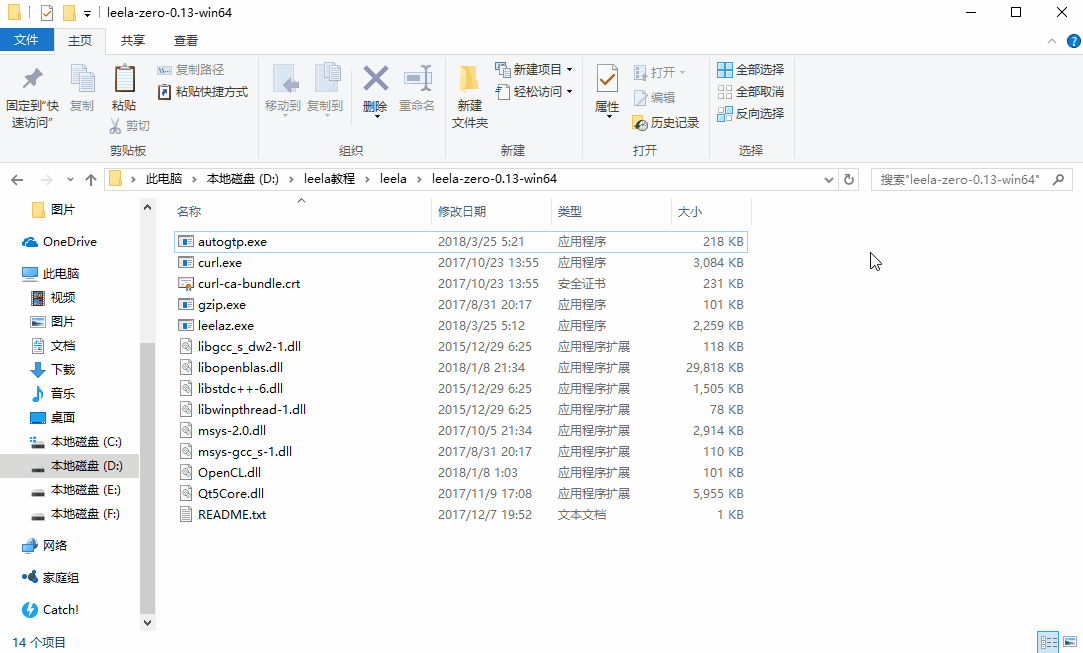 leela-zero-0.13-win64
文件 主页 共享 查看
固定到"快速访问"
复制
粘贴
复制路径
粘贴快捷方式
剪切
剪贴板
移动到
复制到
删除
重命名
组织
新建文件夹
新建项目
轻松访问
新建
属性
打开
编辑
历史记录
打开
全部选择
全部取消
反向选择
选择
此电脑 本地磁盘 (D:) leela教程 leela leela-zero-0.13-win64
搜索"leela-zero-0.13-win64"
图片
OneDrive
此电脑
视频
图片
文档
下载
音乐
桌面
本地磁盘 (C:)
本地磁盘 (D:)
本地磁盘 (E:)
本地磁盘 (F:)
网络
家庭组
Catch!
名称 修改日期 类型 大小
autogtp.exe 2018/3/25 5:21 应用程序 218 KB
curl.exe 2017/10/23 13:55 应用程序 3,084 KB
curl-ca-bundle.crt 2017/10/23 13:55 安全证书 231 KB
gzip.exe 2017/8/31 20:17 应用程序 101 KB
leelaz.exe 2018/3/25 5:12 应用程序 2,259 KB
libgcc_s_dw2-1.dll 2015/12/29 6:25 应用程序扩展 118 KB
libopenblas.dll 2018/1/8 21:34 应用程序扩展 29,818 KB
libstdc++-6.dll 2015/12/29 6:25 应用程序扩展 1,505 KB
libwinpthread-1.dll 2015/12/29 6:25 应用程序扩展 78 KB
msys-2.0.dll 2017/10/5 21:34 应用程序扩展 2,914 KB
msys-gcc_s-1.dll 2017/8/31 20:17 应用程序扩展 110 KB
OpenCL.dll 2018/1/8 1:03 应用程序扩展 101 KB
Qt5Core.dll 2017/11/9 17:08 应用程序扩展 5,955 KB
README.txt 2017/12/7 19:52 文本文档 1 KB
14 个项目